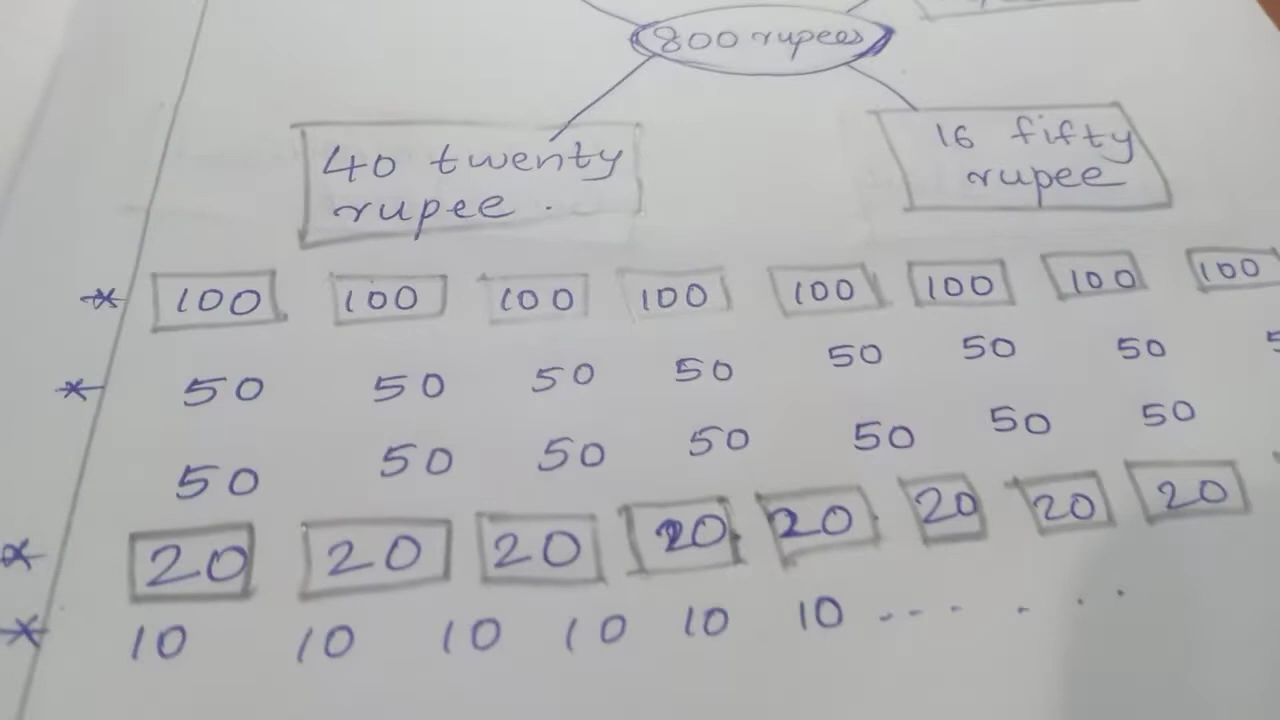 800 rupees
40 twenty
rupee.
16 fifty
rupee
* 100 100 100 100 100 100 100 100
* 50 50 50 50 50 50 50
50 50 50 50 50 50 50
* 20 20 20 20 20 20 20 20
* 10 10 10 10 10 10 ......